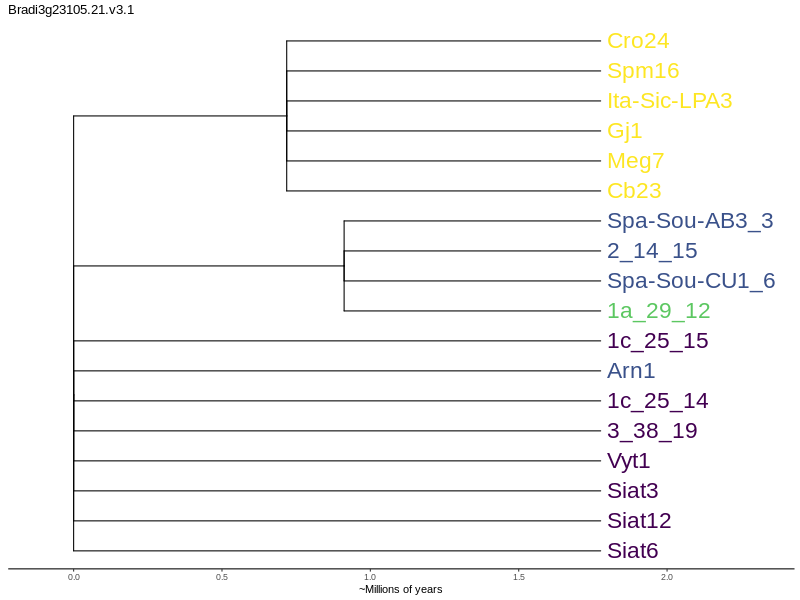 Bradi3g23105.21.v3.1
Cro24
Spm16
Ita-Sic-LPA3
Gj1
Meg7
Cb23
Spa-Sou-AB3_3
2_14_15
Spa-Sou-CU1_6
1a_29_12
1c_25_15
Arn1
1c_25_14
3_38_19
Vyt1
Siat3
Siat12
Siat6
0.0 0.5 1.0 1.5 2.0
~Millions of years